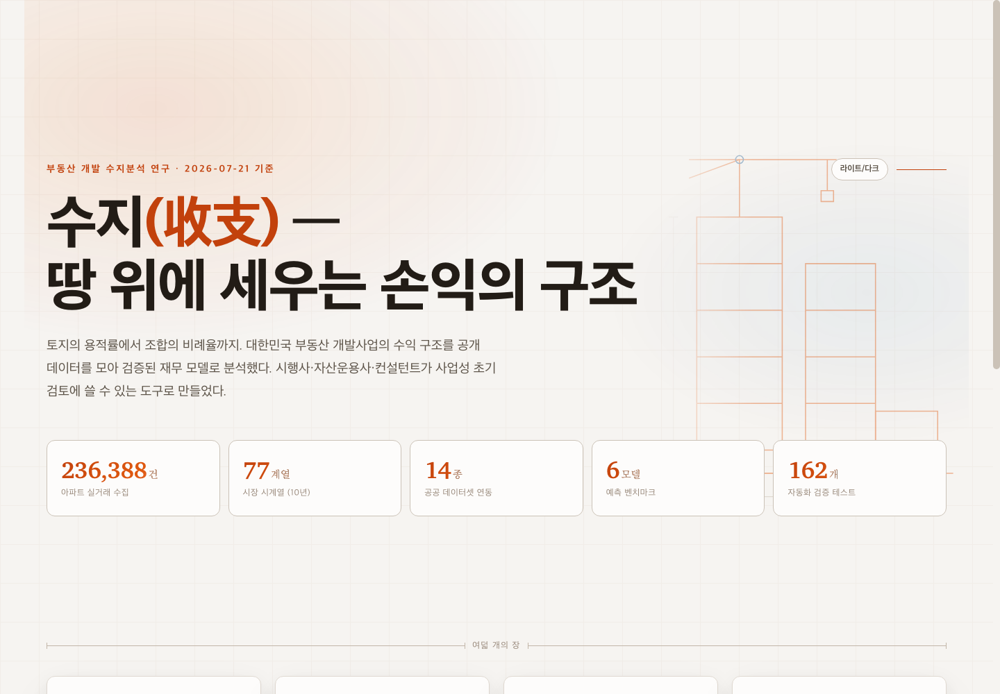 부동산 개발 수지분석 연구 · 2026-07-21 기준
라이트/다크
수지(收支) —
땅 위에 세우는 손익의 구조
토지의 용적률에서 조합의 비례율까지. 대한민국 부동산 개발사업의 수익 구조를 공개
데이터를 모아 검증된 재무 모델로 분석했다. 시행사·자산운용사·컨설턴트가 사업성 초기
검토에 쓸 수 있는 도구로 만들었다.
236,388건
아파트 실거래 수집
77계열
시장 시계열 (10년)
14종
공공 데이터셋 연동
6모델
예측 벤치마크
162개
자동화 검증 테스트
여덟 개의 장